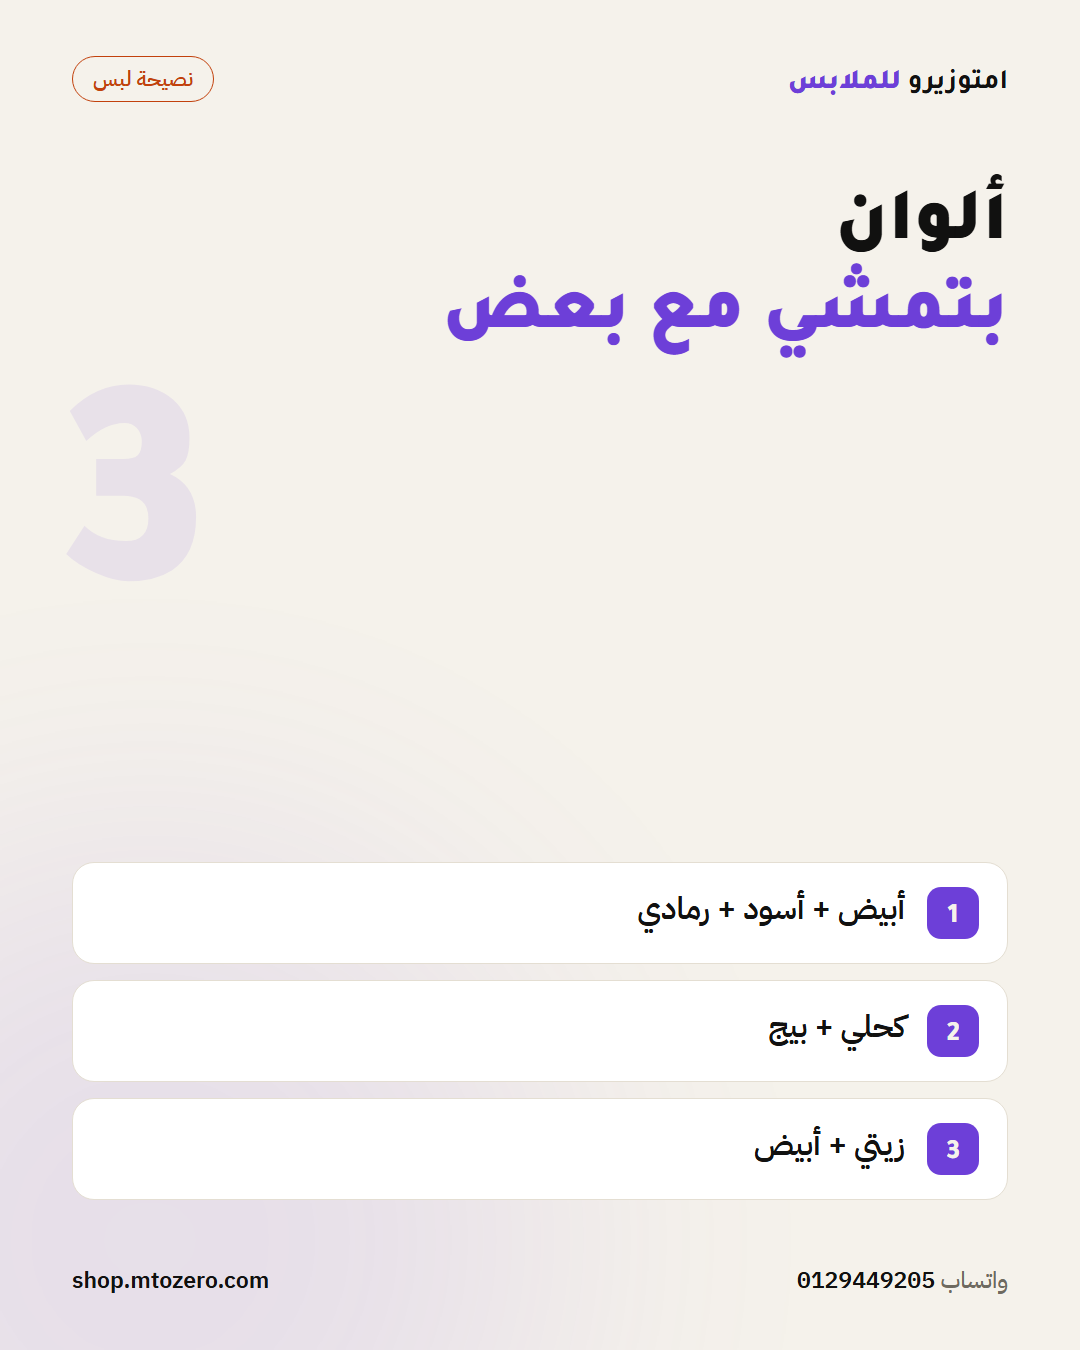 امتوزيرو للملابس
نصيحة لبس
ألوان
بتمشي مع بعض
3
1 أبيض + أسود + رمادي
2 كحلي + بيج
3 زيتي + أبيض
واتساب 0129449205
shop.mtozero.com